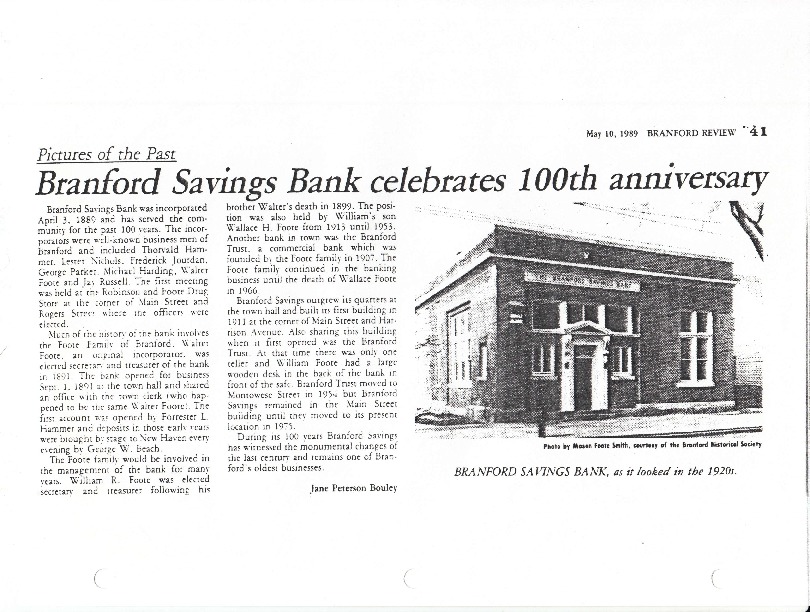 May 10, 1989 BRANFORD REVIEW 41
Pictures of the Past
Branford Savings Bank celebrates 100th anniversary
Branford Savings Bank was incorporated
April 3, 1889 and has served the com-
munity for the past 100 years. The incor-
porators were well-known business men of
Branford and included Thorvald Ham-
mer, Lester Nichols, Frederick Jourdan,
George Parker, Michael Harding, Walter
Foote and Jay Russell. The first meeting
was held at the Robinson and Foote Drug
Store at the corner of Main Street and
Rogers Street where the officers were
elected.
Much of the history of the bank involves
the Foote Family of Branford. Walter
Foote, an original incorporator, was
elected secretary and treasurer of the bank
in 1891. The bank opened for business
Sept. 1, 1891 at the town hall and shared
an office with the town clerk (who hap-
pened to be the same Walter Foote). The
first account was opened by Forrester L.
Hammer and deposits in those early years
were brought by stage to New Haven every
evening by George W. Beach.
The Foote family would be involved in
the management of the bank for many
years. William R. Foote was elected
secretary and treasurer following his
brother Walter's death in 1899. The posi-
tion was also held by William's son
Wallace H. Foote from 1913 until 1953.
Another bank in town was the Branford
Trust, a commercial bank which was
founded by the Foote family in 1907. The
Foote family continued in the banking
business until the death of Wallace Foote
in 1966.
Branford Savings outgrew its quarters at
the town hall and built its first building in
1911 at the corner of Main Street and Har-
rison Avenue. Also sharing this building
when it first opened was the Branford
Trust. At that time there was only one
teller and William Foote had a large
wooden desk in the back of the bank in
front of the safe. Branford Trust moved to
Montowese Street in 1954 but Branford
Savings remained in the Main Street
building until they moved to its present
location in 1975.
During its 100 years Branford Savings
has witnessed the monumental changes of
the last century and remains one of Bran-
ford's oldest businesses.
Jane Peterson Bouley
THE BRANFORD SAVINGS BANK
Photo by Mason Foote Smith, courtesy of the Branford Historical Society
BRANFORD SAVINGS BANK, as it looked in the 1920s.